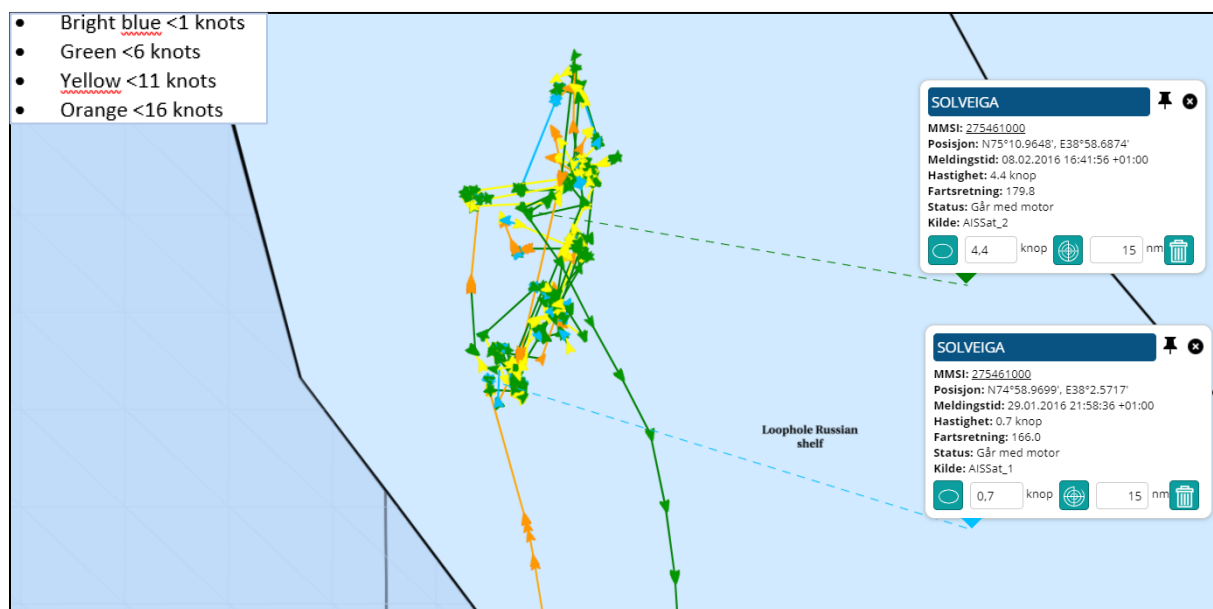 Bright blue <1 knots
Green <6 knots
Yellow <11 knots
Orange <16 knots
SOLVEIGA
MMSI: 275461000
Posisjon: N75°10.9648', E38°58.6874'
Meldingstid: 08.02.2016 16:41:56 +01:00
Hastighet: 4.4 knop
Fartsretning: 179.8
Status: Går med motor
Kilde: AISSat_2
4,4 knop 15 nm
SOLVEIGA
MMSI: 275461000
Posisjon: N74°58.9699', E38°2.5717'
Meldingstid: 29.01.2016 21:58:36 +01:00
Hastighet: 0.7 knop
Fartsretning: 166.0
Status: Går med motor
Kilde: AISSat_1
0,7 knop 15 nm
Loophole Russian
shelf